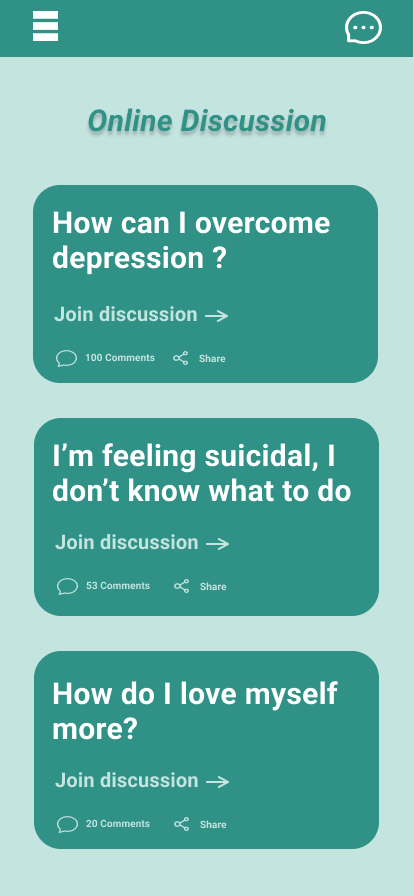 Online Discussion
How can I overcome
depression ?
Join discussion →
100 Comments Share
I’m feeling suicidal, I
don’t know what to do
Join discussion →
53 Comments Share
How do I love myself
more?
Join discussion →
20 Comments Share